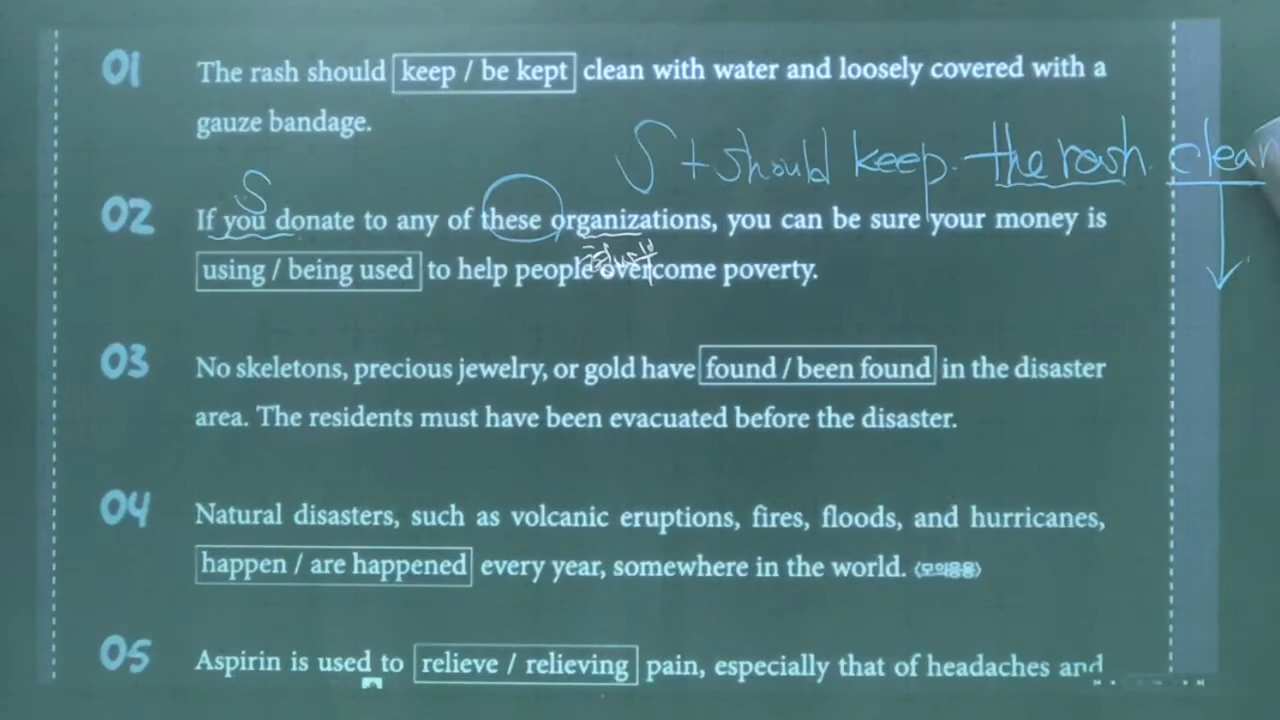 01 The rash should keep / be kept clean with water and loosely covered with a
gauze bandage.
S + should keep the rash clean
S
02 If you donate to any of these organizations, you can be sure your money is
using / being used to help people overcome poverty.
03 No skeletons, precious jewelry, or gold have found / been found in the disaster
area. The residents must have been evacuated before the disaster.
04 Natural disasters, such as volcanic eruptions, fires, floods, and hurricanes,
happen / are happened every year, somewhere in the world. <모의응용>
05 Aspirin is used to relieve / relieving pain, especially that of headaches and